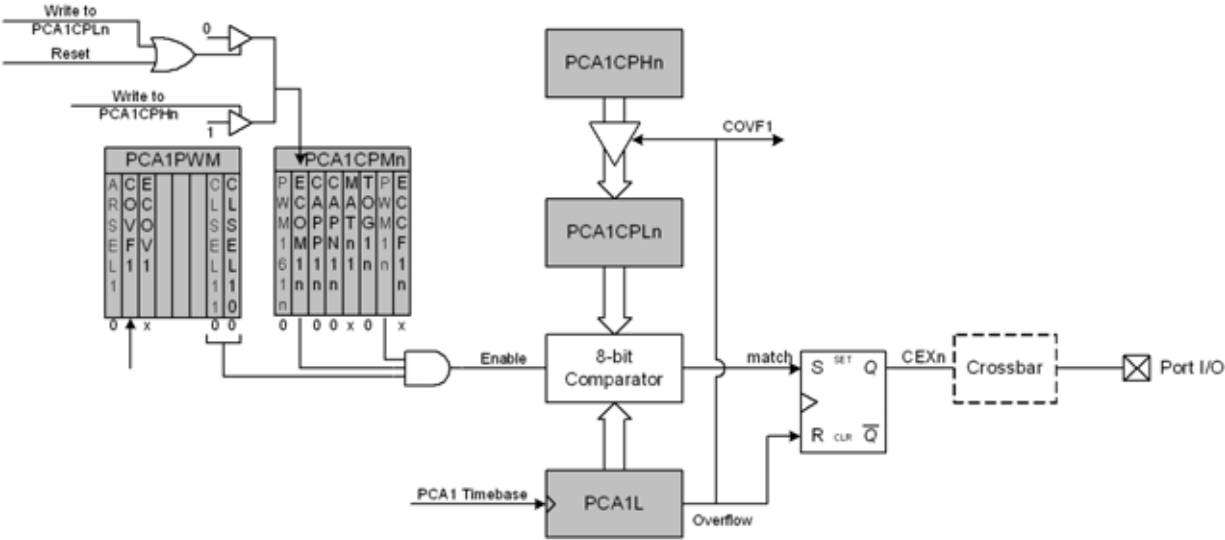 Write to
PCA1CPLn
Reset
0
Write to
PCA1CPHn
1
PCA1PWM
ARSEL1
COVF1
ECOV1
CLSEL11
CLSEL10
0
x
0 0
PCA1CPMn
PWM161n
ECOM1n
CAPP1n
CAPN1n
MATn1
TOG1n
PWM1n
ECCF1n
0
0 0 x 0
x
Enable
PCA1CPHn
COVF1
PCA1CPLn
8-bit
Comparator
match
S SET Q
R CLR Q
CEXn
Crossbar
Port I/O
PCA1 Timebase
PCA1L
Overflow